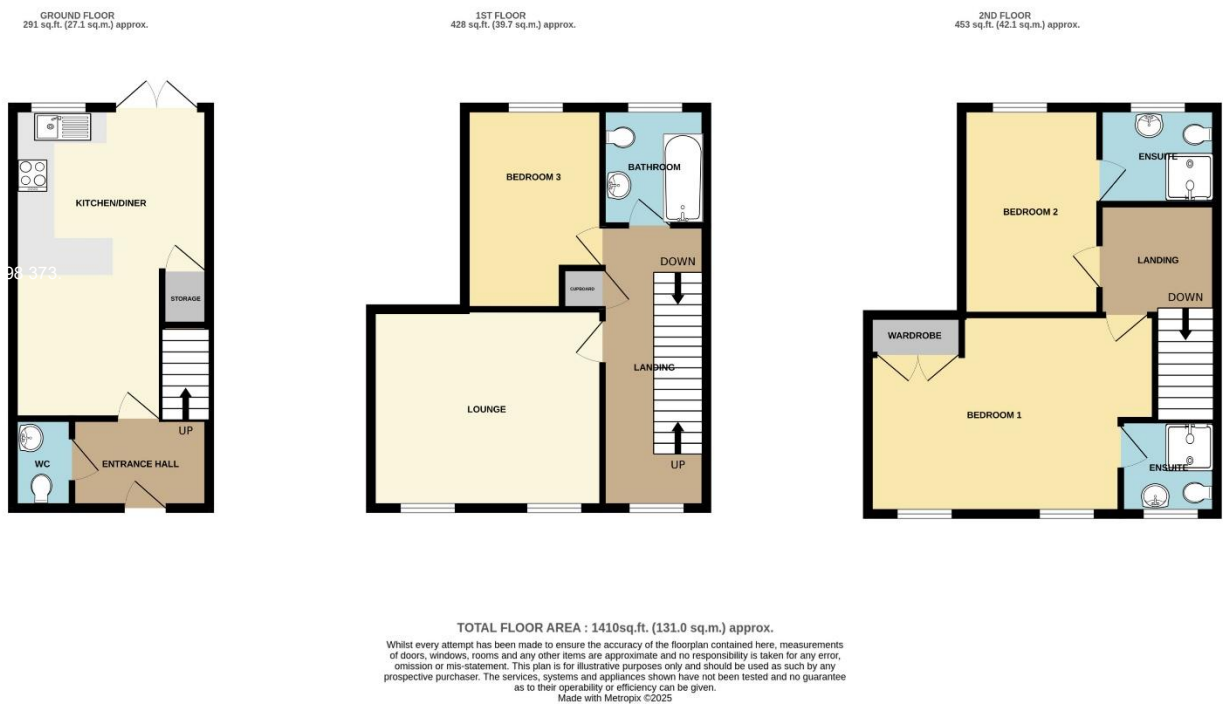 GROUND FLOOR
291 sq.ft. (27.1 sq.m.) approx.
1ST FLOOR
428 sq.ft. (39.7 sq.m.) approx.
2ND FLOOR
453 sq.ft. (42.1 sq.m.) approx.
KITCHEN/DINER
98 373.
STORAGE
UP
WC
ENTRANCE HALL
BEDROOM 3
BATHROOM
DOWN
CUPBOARD
LANDING
LOUNGE
UP
ENSUITE
BEDROOM 2
LANDING
DOWN
WARDROBE
BEDROOM 1
ENSUITE
TOTAL FLOOR AREA : 1410sq.ft. (131.0 sq.m.) approx.
Whilst every attempt has been made to ensure the accuracy of the floorplan contained here, measurements
of doors, windows, rooms and any other items are approximate and no responsibility is taken for any error,
omission or mis-statement. This plan is for illustrative purposes only and should be used as such by any
prospective purchaser. The services, systems and appliances shown have not been tested and no guarantee
as to their operability or efficiency can be given.
Made with Metropix ©2025